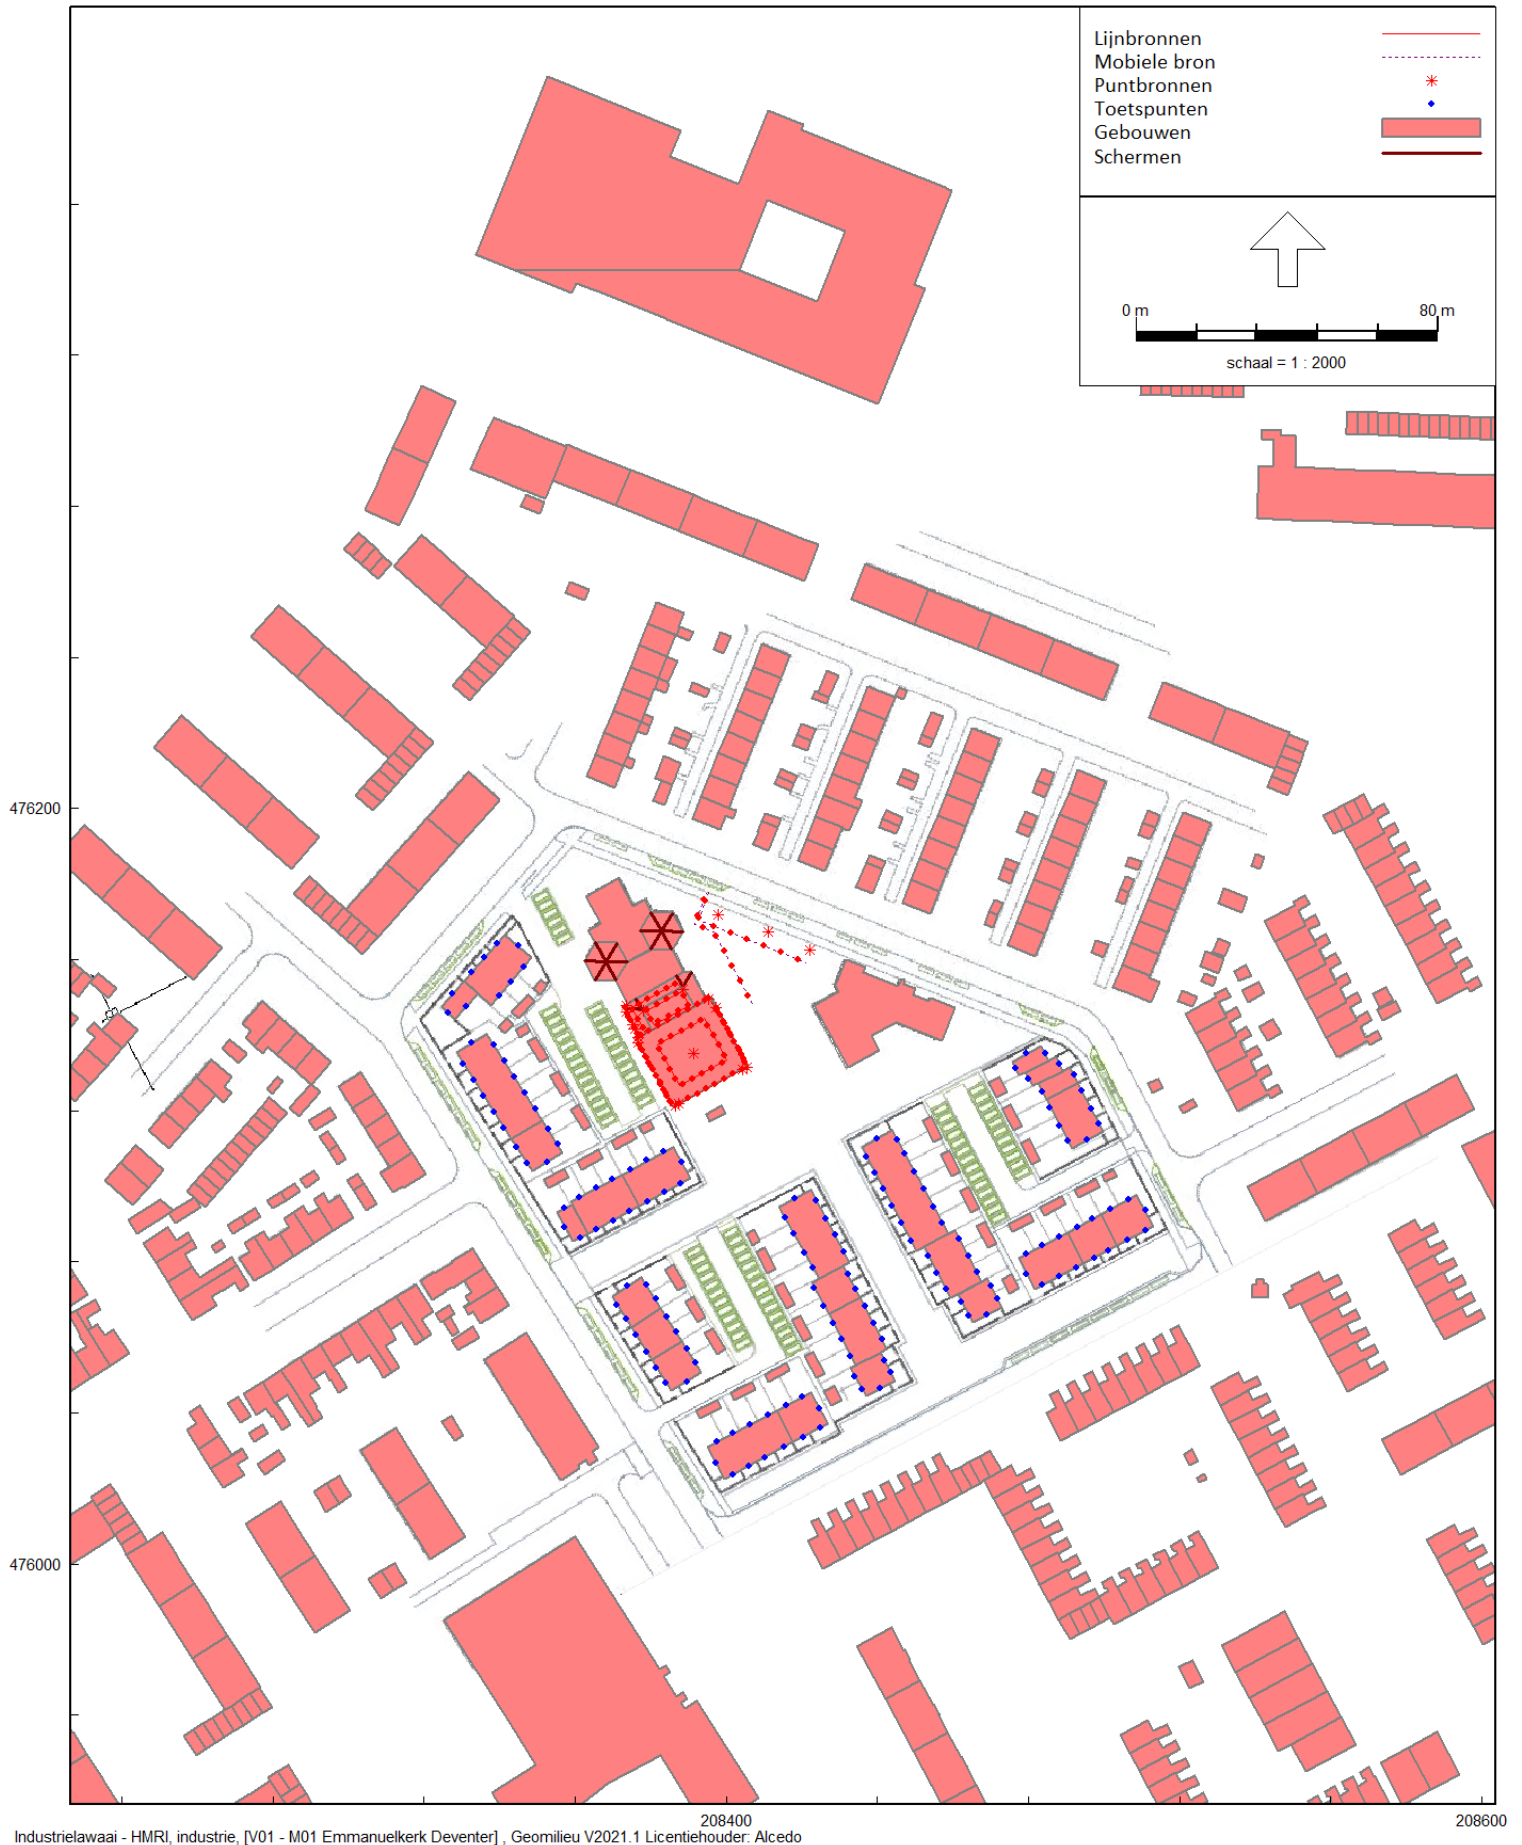 Lijnbronnen
Mobiele bron
Puntbronnen
Toetspunten
Gebouwen
Schermen
0 m 80 m
schaal = 1 : 2000
476200
476000
208400 208600
Industrielawaai - HMRI, industrie, [V01 - M01 Emmanuelkerk Deventer] , Geomilieu V2021.1 Licentiehouder: Alcedo